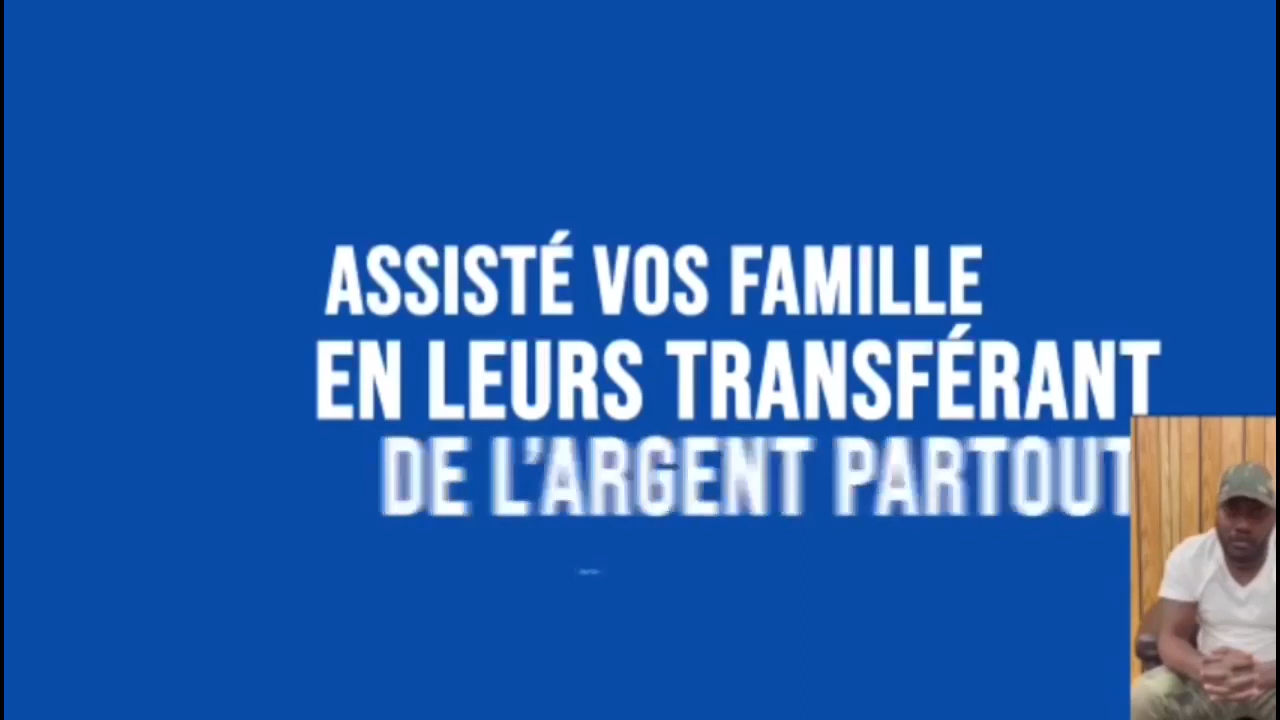 ASSISTÉ VOS FAMILLE
EN LEURS TRANSFÉRANT
DE L'ARGENT PARTOUT